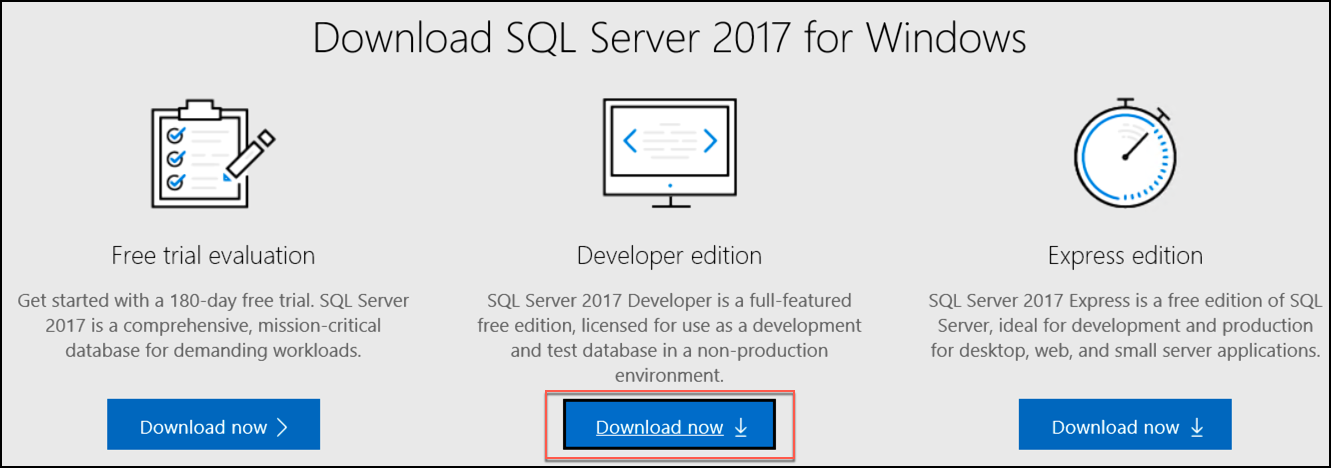 Download SQL Server 2017 for Windows
Free trial evaluation
Get started with a 180-day free trial. SQL Server
2017 is a comprehensive, mission-critical
database for demanding workloads.
Download now
Developer edition
SQL Server 2017 Developer is a full-featured
free edition, licensed for use as a development
and test database in a non-production
environment.
Download now
Express edition
SQL Server 2017 Express is a free edition of SQL
Server, ideal for development and production
for desktop, web, and small server applications.
Download now